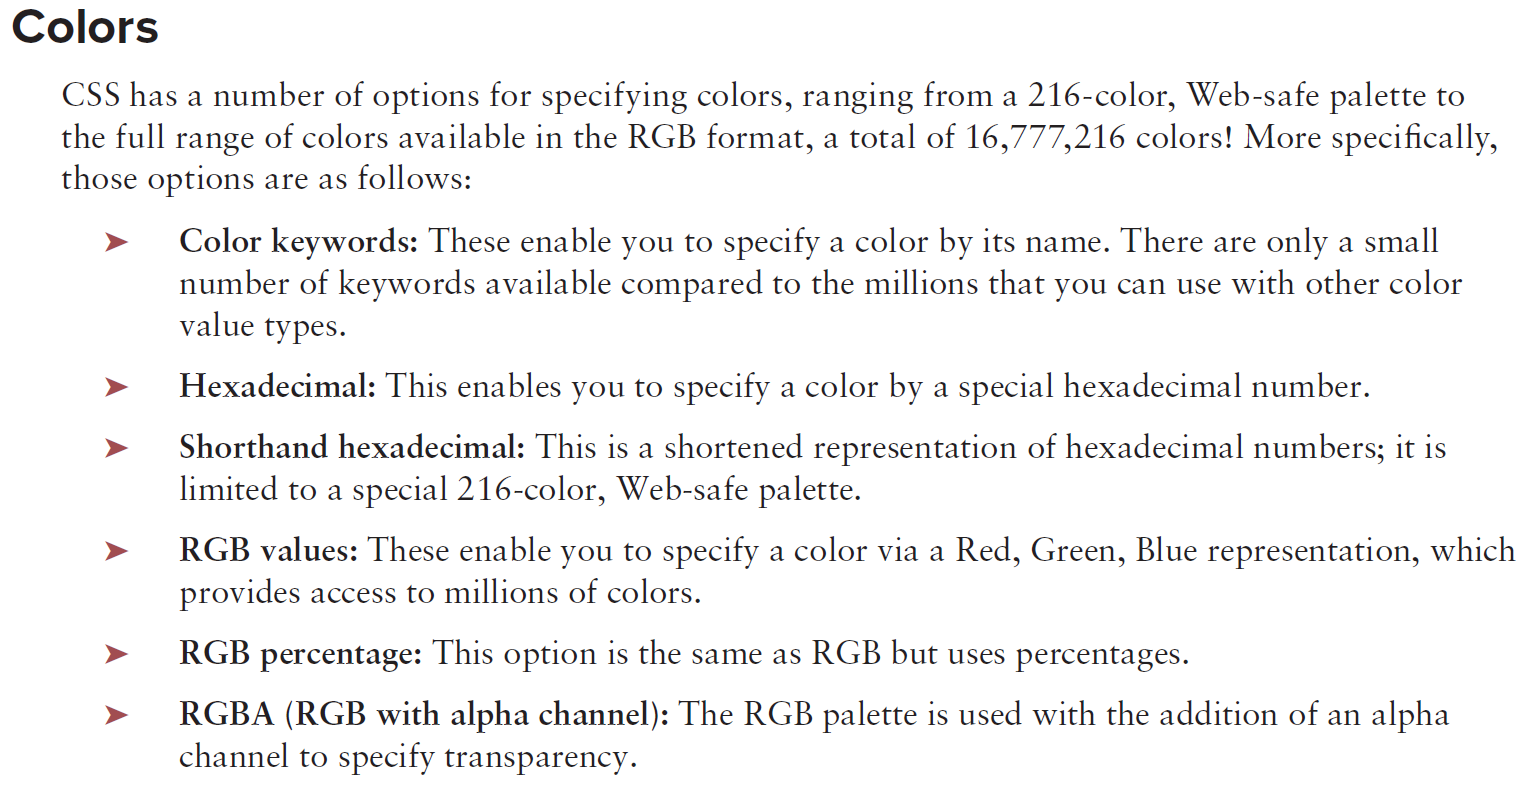 Colors
CSS has a number of options for specifying colors, ranging from a 216-color, Web-safe palette to
the full range of colors available in the RGB format, a total of 16,777,216 colors! More specifically,
those options are as follows:
➤ Color keywords: These enable you to specify a color by its name. There are only a small
number of keywords available compared to the millions that you can use with other color
value types.
➤ Hexadecimal: This enables you to specify a color by a special hexadecimal number.
➤ Shorthand hexadecimal: This is a shortened representation of hexadecimal numbers; it is
limited to a special 216-color, Web-safe palette.
➤ RGB values: These enable you to specify a color via a Red, Green, Blue representation, which
provides access to millions of colors.
➤ RGB percentage: This option is the same as RGB but uses percentages.
➤ RGBA (RGB with alpha channel): The RGB palette is used with the addition of an alpha
channel to specify transparency.